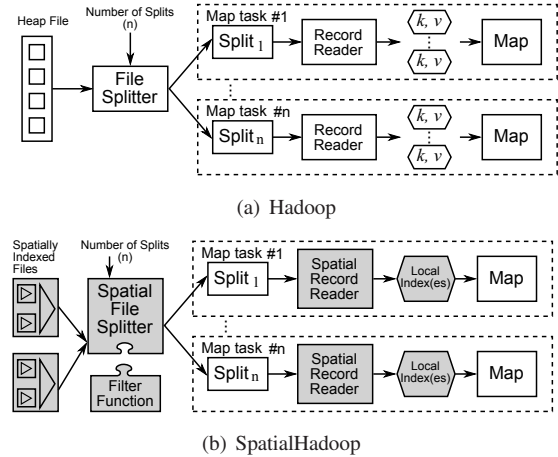 Heap File
Number of Splits
(n)
File
Splitter
Map task #1
Split 1
Record
Reader
k, v
k, v
Map
Map task #n
Split n
Record
Reader
k, v
k, v
Map
(a) Hadoop
Spatially
Indexed
Files
Number of Splits
(n)
Spatial
File
Splitter
Filter
Function
Map task #1
Split 1
Spatial
Record
Reader
Local
Index(es)
Map
Map task #n
Split n
Spatial
Record
Reader
Local
Index(es)
Map
(b) SpatialHadoop